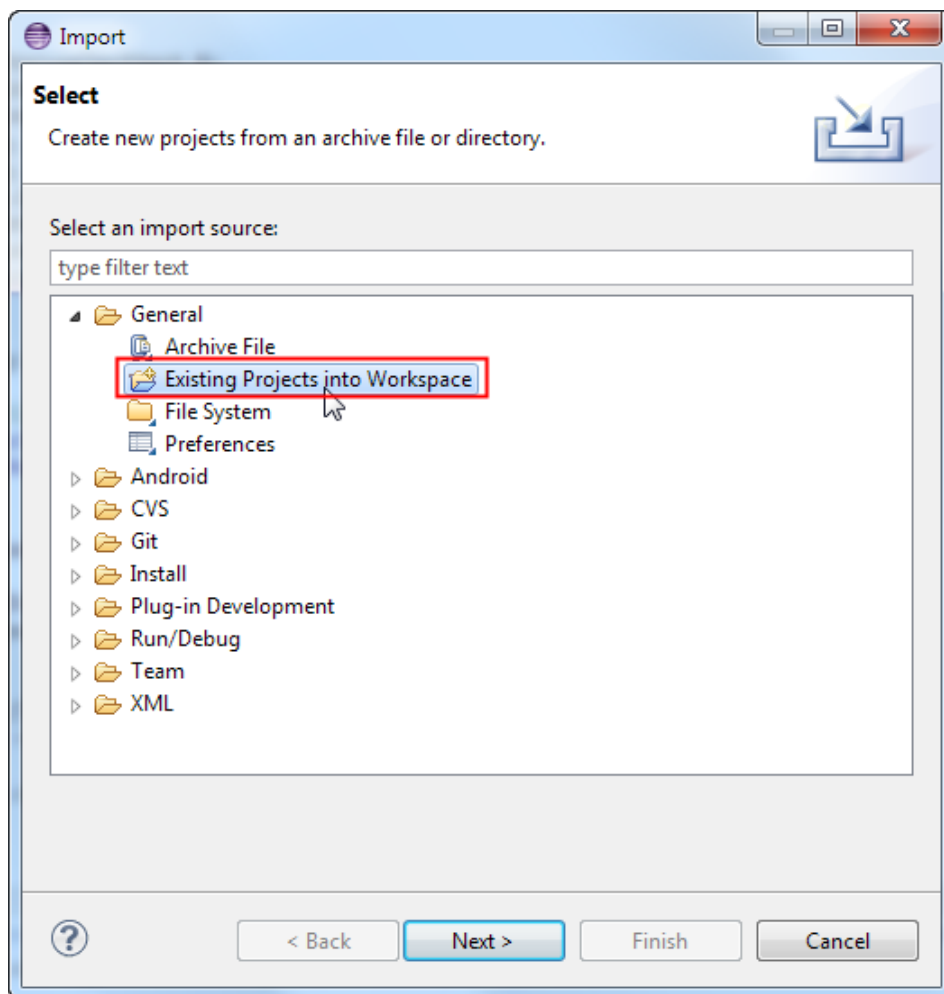 Import
Select
Create new projects from an archive file or directory.
Select an import source:
type filter text
General
Archive File
Existing Projects into Workspace
File System
Preferences
Android
CVS
Git
Install
Plug-in Development
Run/Debug
Team
XML
? < Back Next > Finish Cancel